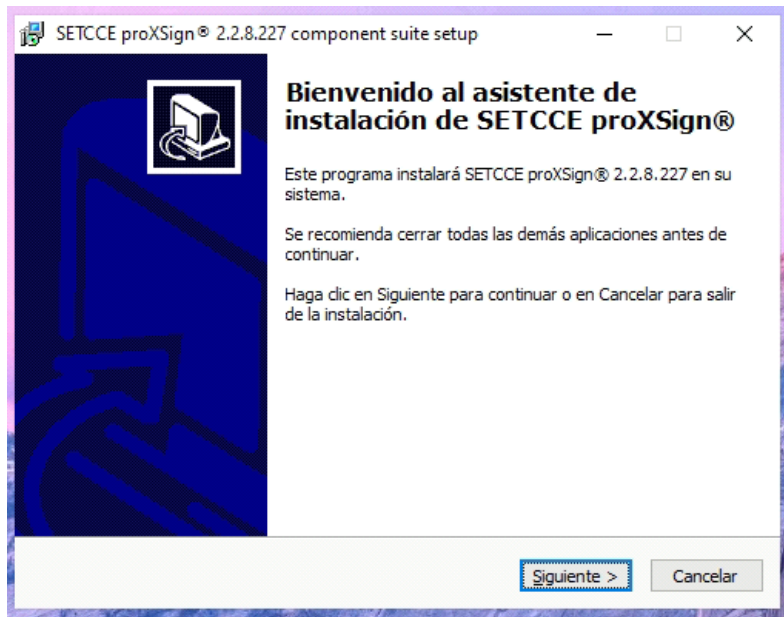 SETCCE proXSign® 2.2.8.227 component suite setup
Bienvenido al asistente de
instalación de SETCCE proXSign®
Este programa instalará SETCCE proXSign® 2.2.8.227 en su
sistema.
Se recomienda cerrar todas las demás aplicaciones antes de
continuar.
Haga clic en Siguiente para continuar o en Cancelar para salir
de la instalación.
Siguiente >
Cancelar